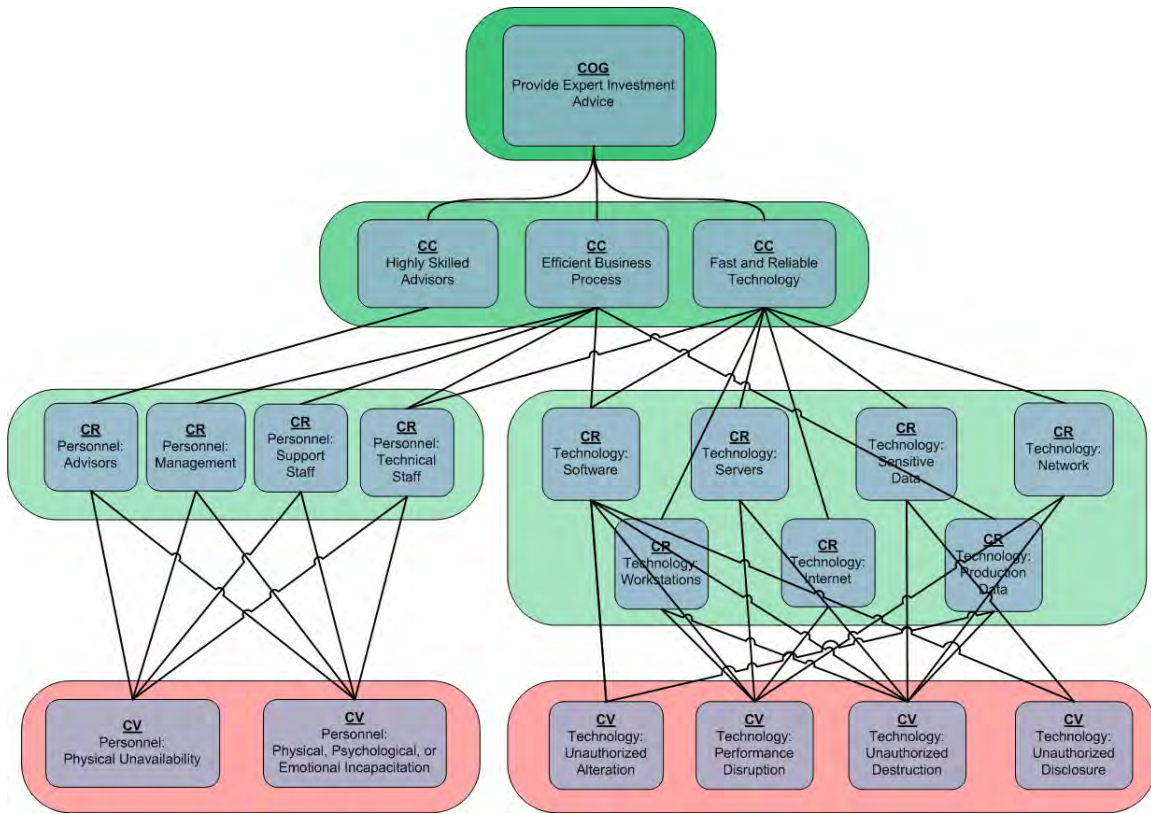 COG
Provide Expert Investment
Advice
CC
Highly Skilled
Advisors
CC
Efficient Business
Process
CC
Fast and Reliable
Technology
CR
Personnel:
Advisors
CR
Personnel:
Management
CR
Personnel:
Support
Staff
CR
Personnel:
Technical
Staff
CR
Technology:
Software
CR
Technology:
Servers
CR
Technology:
Sensitive
Data
CR
Technology:
Network
CR
Technology:
Workstations
CR
Technology:
Internet
CR
Technology:
Production
Data
CV
Personnel:
Physical Unavailability
CV
Personnel:
Physical, Psychological, or
Emotional Incapacitation
CV
Technology:
Unauthorized
Alteration
CV
Technology:
Performance
Disruption
CV
Technology:
Unauthorized
Destruction
CV
Technology:
Unauthorized
Disclosure